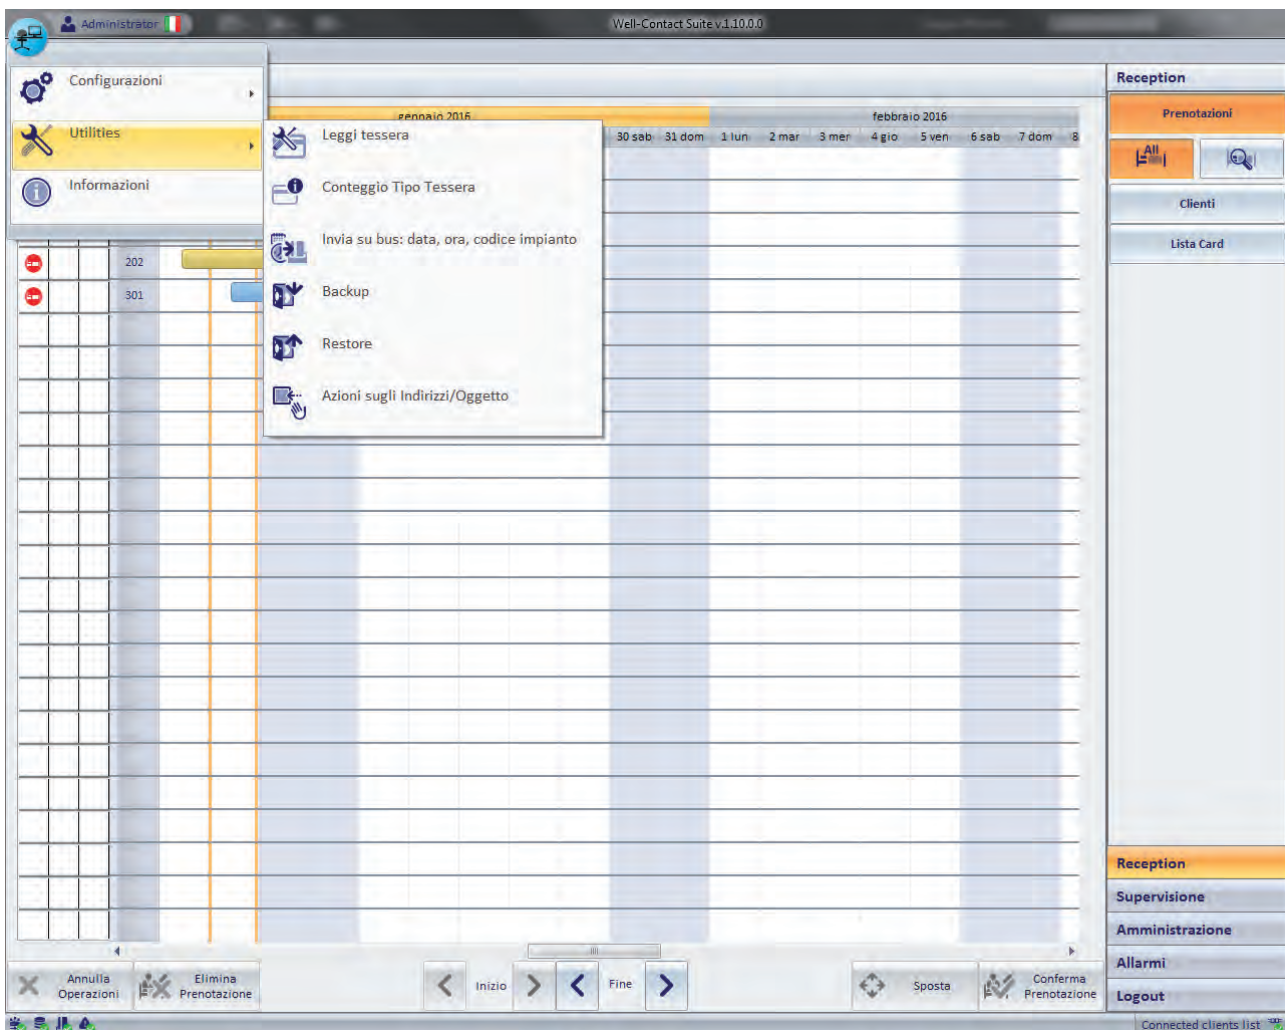 Administrator
Well-Contact Suite v.1.10.0.0
Configurazioni
Utilities
Informazioni
Leggi tessera
Conteggio Tipo Tessera
Invia su bus: data, ora, codice impianto
Backup
Restore
Azioni sugli Indirizzi/Oggetto
gennaio 2016
febbraio 2016
30 sab 31 dom 1 lun 2 mar 3 mer 4 gio 5 ven 6 sab 7 dom 8
202
301
Reception
Prenotazioni
All
Clienti
Lista Card
Reception
Supervisione
Amministrazione
Allarmi
Logout
Annulla
Operazioni
Elimina
Prenotazione
Inizio
Fine
Sposta
Conferma
Prenotazione
Connected clients list